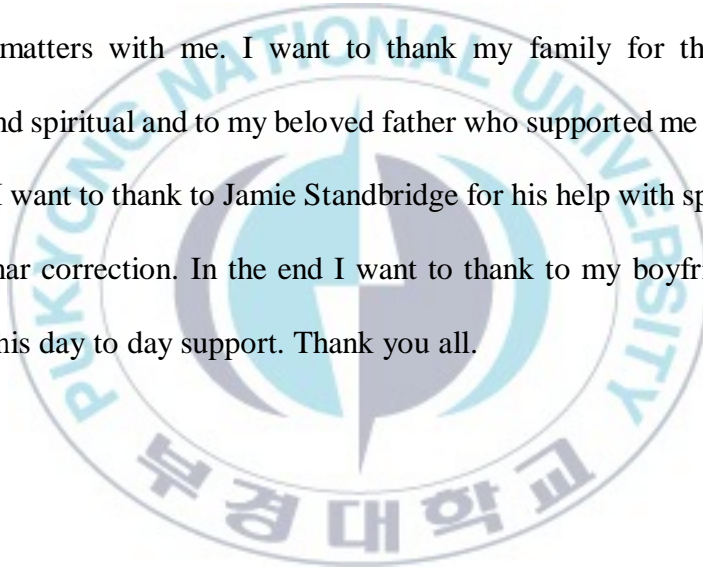 matters with me. I want to thank my family for th
nd spiritual and to my beloved father who supported me
I want to thank to Jamie Standbridge for his help with sp
nar correction. In the end I want to thank to my boyfri
his day to day support. Thank you all.
PUKYONG NATIONAL UNIVERSITY
부경대학교